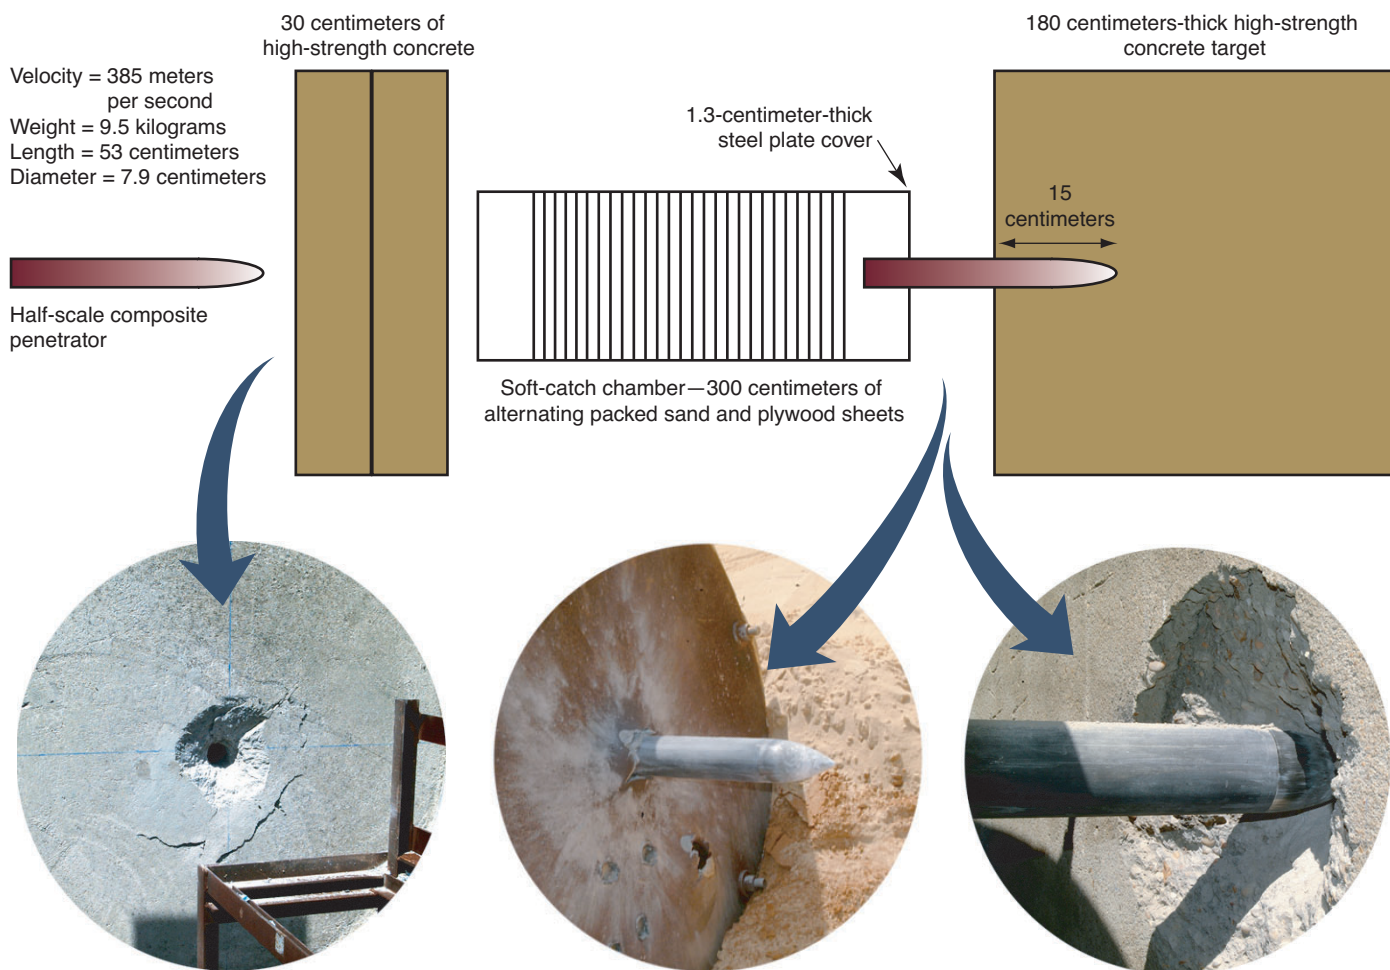 30 centimeters of
high-strength concrete
180 centimeters-thick high-strength
concrete target
Velocity = 385 meters
per second
Weight = 9.5 kilograms
Length = 53 centimeters
Diameter = 7.9 centimeters
1.3-centimeter-thick
steel plate cover
15
centimeters
Half-scale composite
penetrator
Soft-catch chamber—300 centimeters of
alternating packed sand and plywood sheets